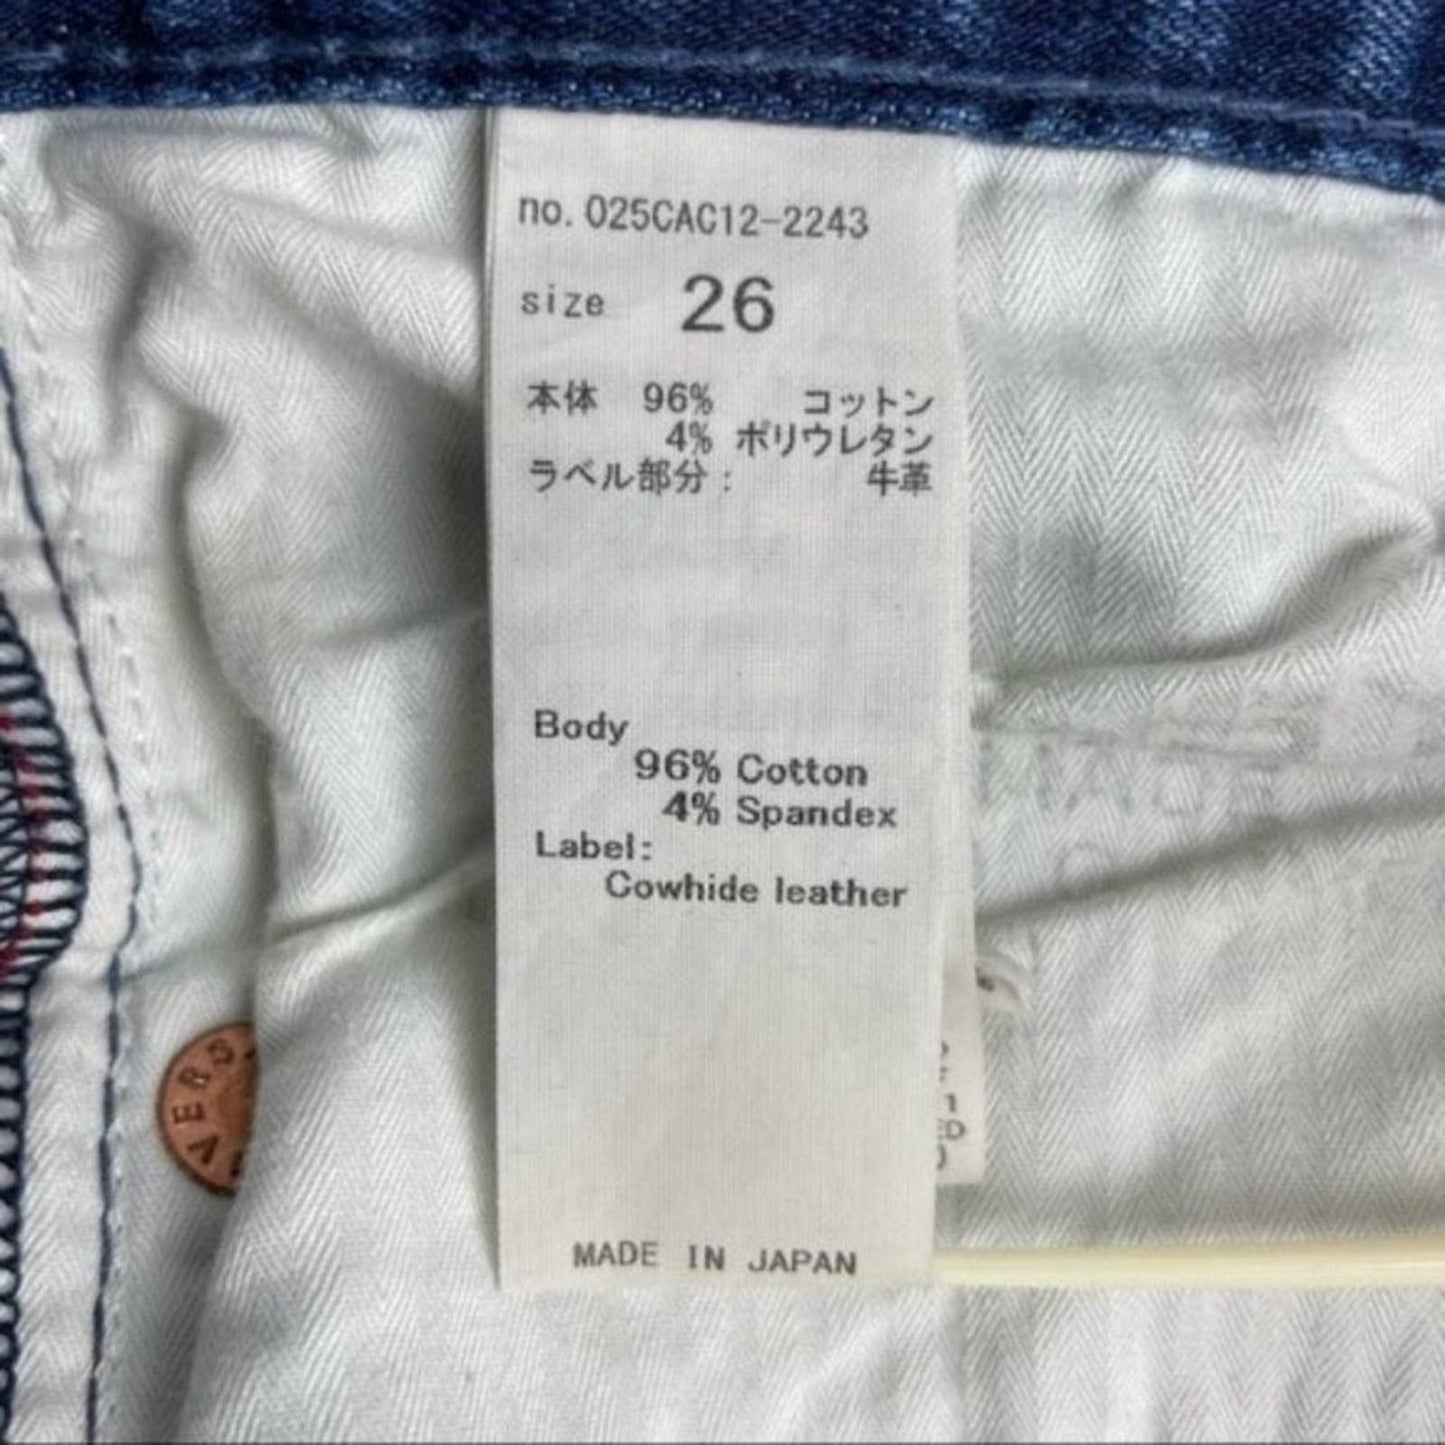 no. 025CAC12-2243
size 26
本体 96% コットン
4% ポリウレタン
ラベル部分: 牛革
Body
96% Cotton
4% Spandex
Label:
Cowhide leather
MADE IN JAPAN